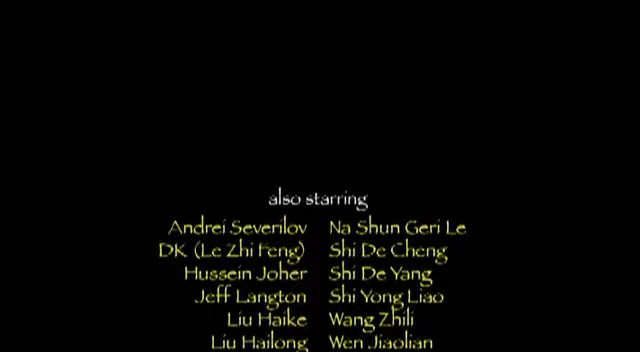 also starring
Andrei Severilov Na Shun Geri Le
DK (Le Zhi Feng) Shi De Cheng
Hussein Joher Shi De Yang
Jeff Langton Shi Yong Liao
Liu Haike Wang Zhili
Liu Hailong Wen Jiaolian